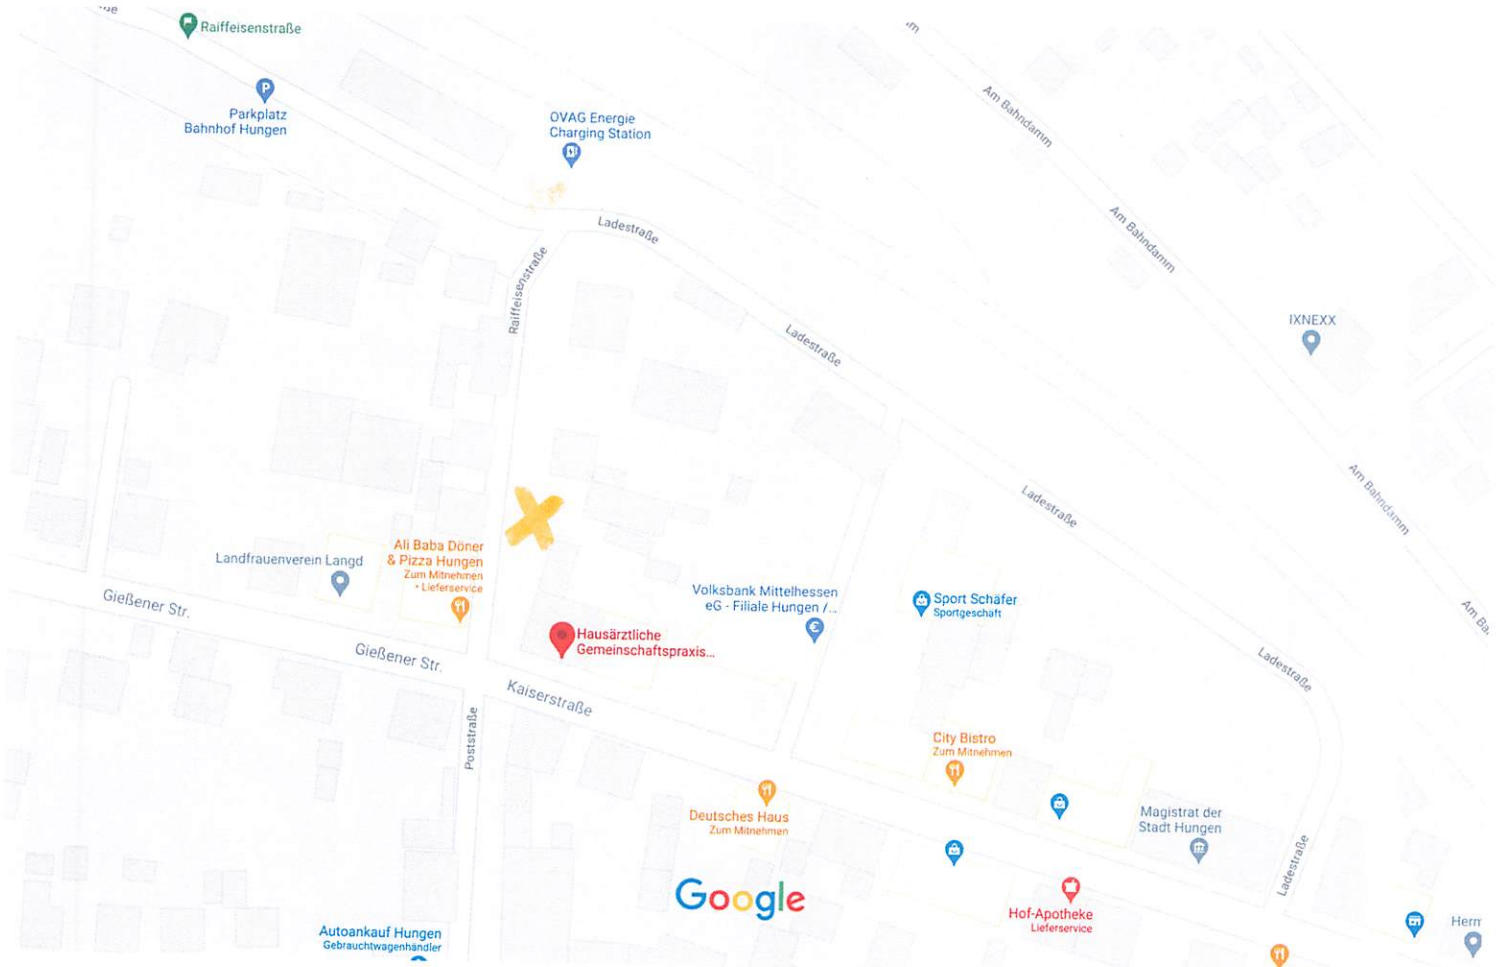 Raiffeisenstraße
Parkplatz
Bahnhof Hungen
OVAG Energie
Charging Station
Am Bahndamm
Ladestraße
Am Bahndamm
Raiffeisenstraße
IXNEXX
Ladestraße
Am Bahndamm
Ladestraße
Ali Baba Döner
& Pizza Hungen
Zum Mitnehmen
• Lieferservice
Landfrauenverein Langd
Volksbank Mittelhessen
eG - Filiale Hungen /...
Sport Schäfer
Sportgeschäft
Am Ba.
Gießener Str.
Hausärztliche
Gemeinschaftspraxis...
Gießener Str.
Ladestraße
Kaiserstraße
Poststraße
City Bistro
Zum Mitnehmen
Deutsches Haus
Zum Mitnehmen
Magistrat der
Stadt Hungen
Ladestraße
Google
Hof-Apotheke
Lieferservice
Autoankauf Hungen
Gebrauchtwagenhändler